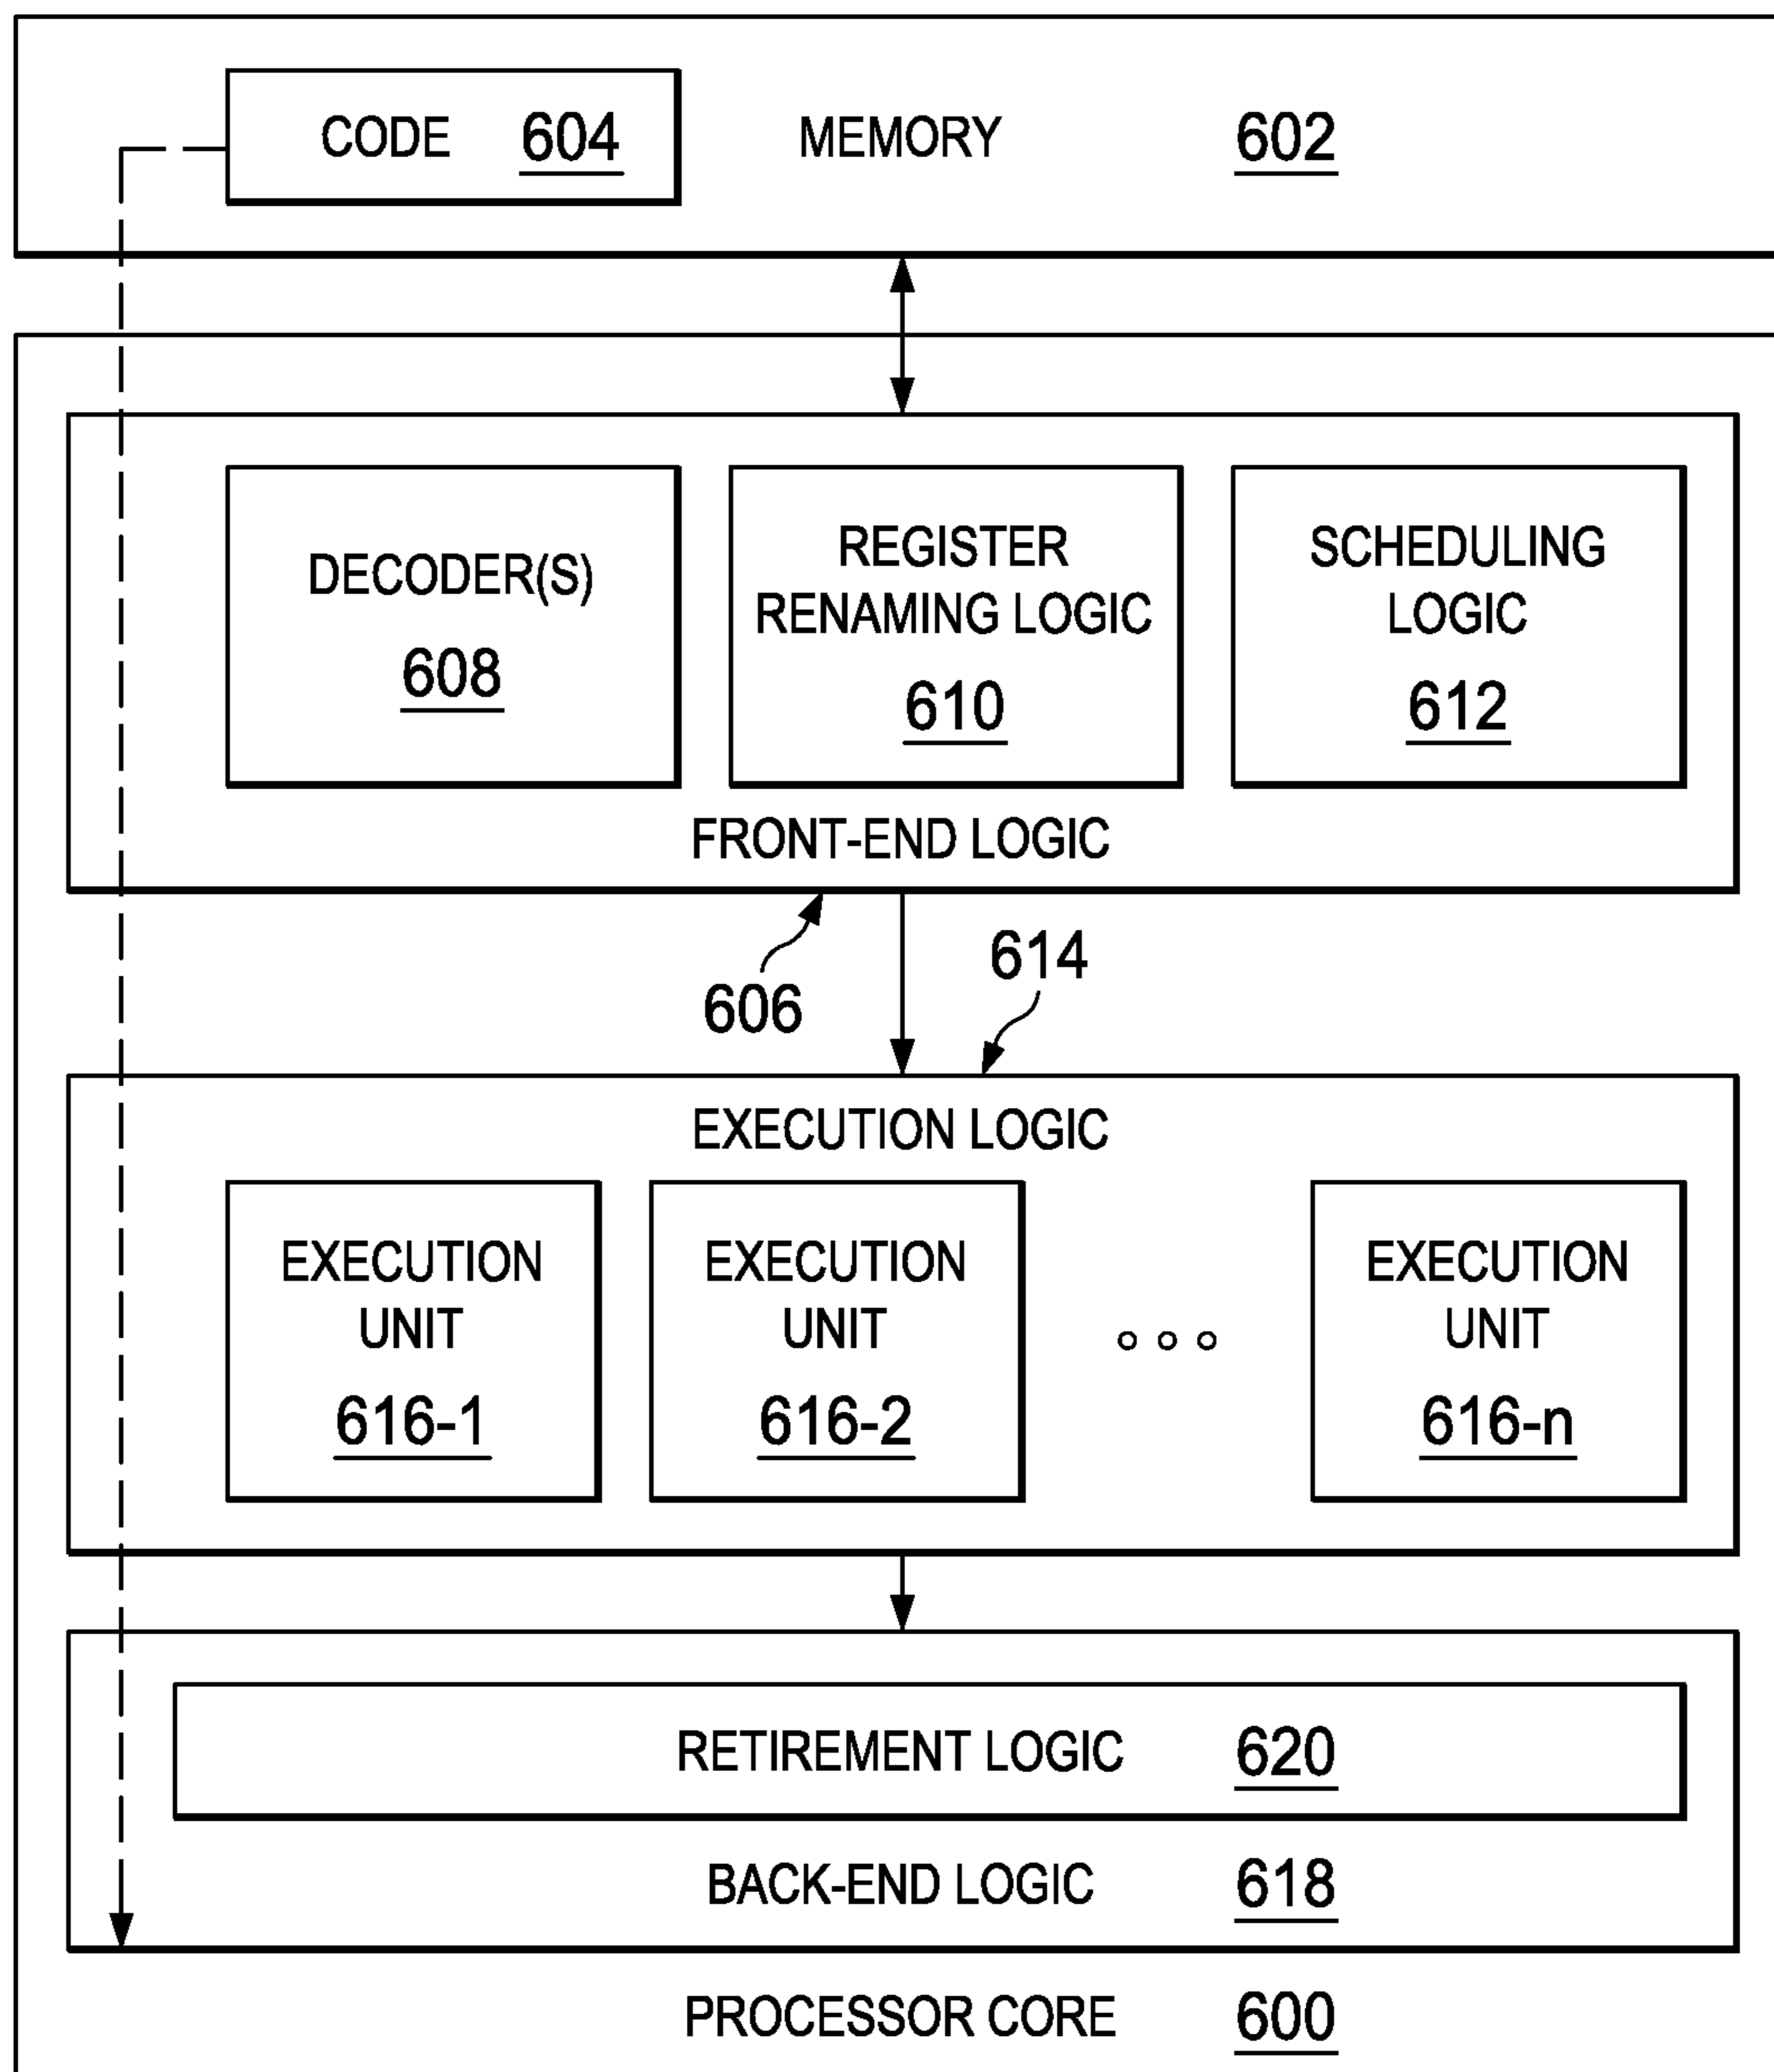 CODE 604 MEMORY 602
DECODER(S)
608
REGISTER
RENAMING LOGIC
610
SCHEDULING
LOGIC
612
FRONT-END LOGIC
606
614
EXECUTION LOGIC
EXECUTION
UNIT
616-1
EXECUTION
UNIT
616-2
EXECUTION
UNIT
616-n
RETIREMENT LOGIC 620
BACK-END LOGIC 618
PROCESSOR CORE 600